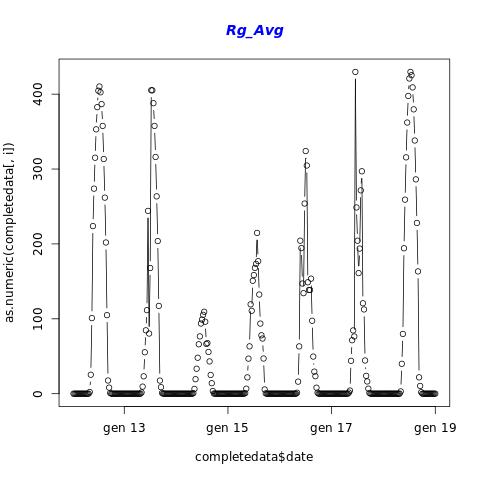 Rg_Avg
as.numeric(completedata[, i])
400
300
200
100
0
gen 13
gen 15
gen 17
gen 19
completedata$date